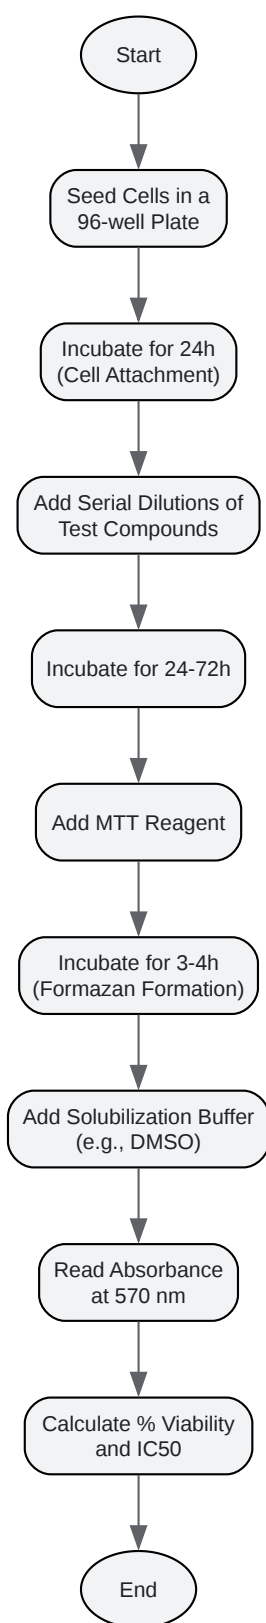 Start
Seed Cells in a
96-well Plate
Incubate for 24h
(Cell Attachment)
Add Serial Dilutions of
Test Compounds
Incubate for 24-72h
Add MTT Reagent
Incubate for 3-4h
(Formazan Formation)
Add Solubilization Buffer
(e.g., DMSO)
Read Absorbance
at 570 nm
Calculate % Viability
and IC50
End